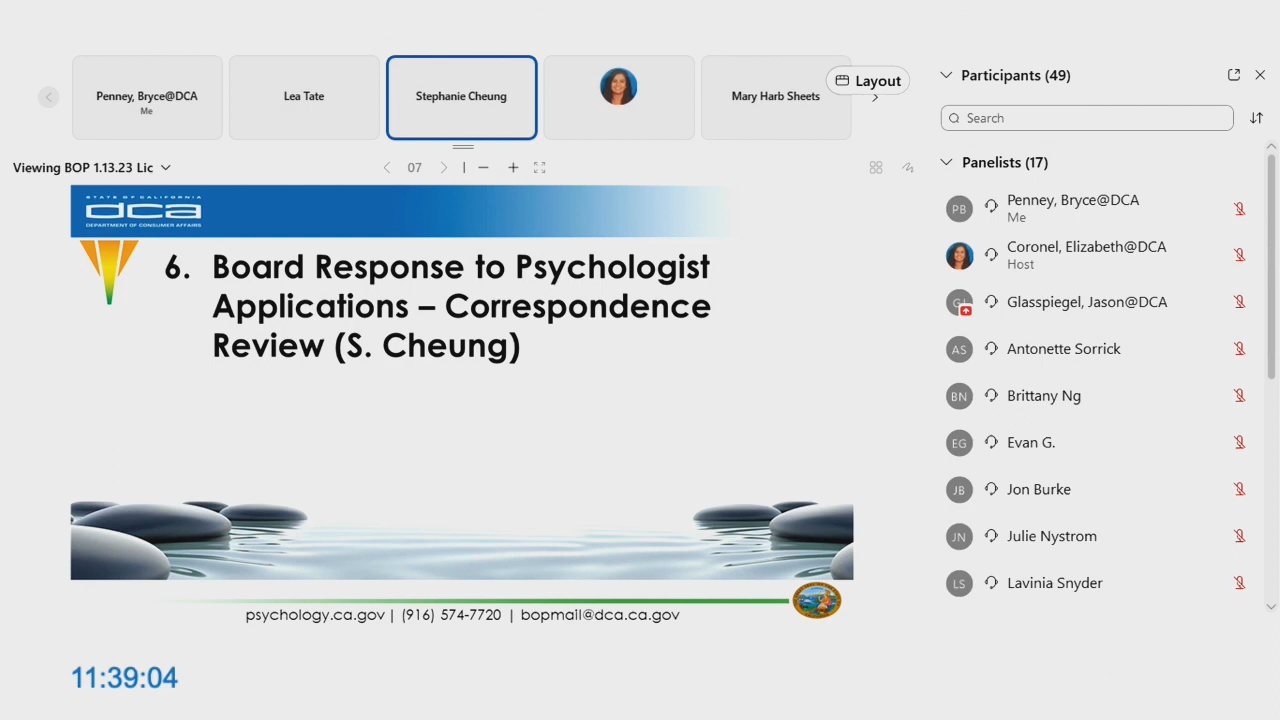 Penney, Bryce@DCA
Me
Lea Tate
Stephanie Cheung
Mary Harb Sheets
Layout
Viewing BOP 1.13.23 Lic
07
STATE OF CALIFORNIA
dca
DEPARTMENT OF CONSUMER AFFAIRS
6. Board Response to Psychologist
Applications – Correspondence
Review (S. Cheung)
psychology.ca.gov | (916) 574-7720 | bopmail@dca.ca.gov
11:39:04
Participants (49)
Search
Panelists (17)
PB
Penney, Bryce@DCA
Me
Coronel, Elizabeth@DCA
Host
GJ
Glasspiegel, Jason@DCA
AS
Antonette Sorrick
BN
Brittany Ng
EG
Evan G.
JB
Jon Burke
JN
Julie Nystrom
LS
Lavinia Snyder